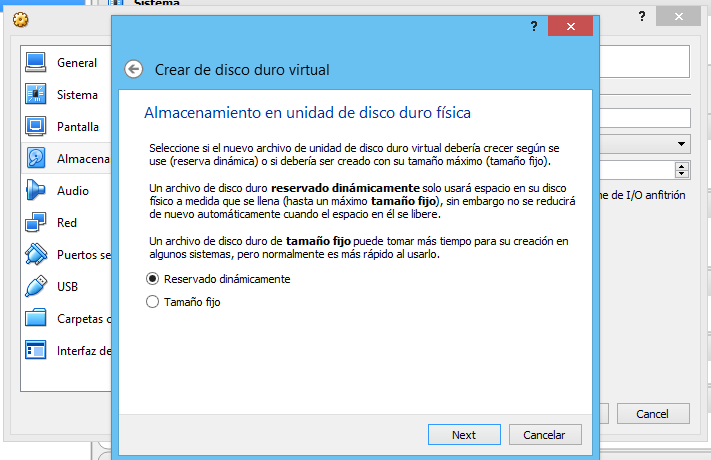 Sistema
?
?
Crear de disco duro virtual
General
Sistema
Pantalla
Almacena
Audio
Red
Puertos se
USB
Carpetas
Interfaz de
Almacenamiento en unidad de disco duro física
Seleccione si el nuevo archivo de unidad de disco duro virtual debería crecer según se
use (reserva dinámica) o si debería ser creado con su tamaño máximo (tamaño fijo).
Un archivo de disco duro reservado dinámicamente solo usará espacio en su disco
físico a medida que se llena (hasta un máximo tamaño fijo), sin embargo no se reducirá
de nuevo automáticamente cuando el espacio en él se libere.
Un archivo de disco duro de tamaño fijo puede tomar más tiempo para su creación en
algunos sistemas, pero normalmente es más rápido al usarlo.
Reservado dinámicamente
Tamaño fijo
Next
Cancelar
ne de I/O anfitrión
Cancel